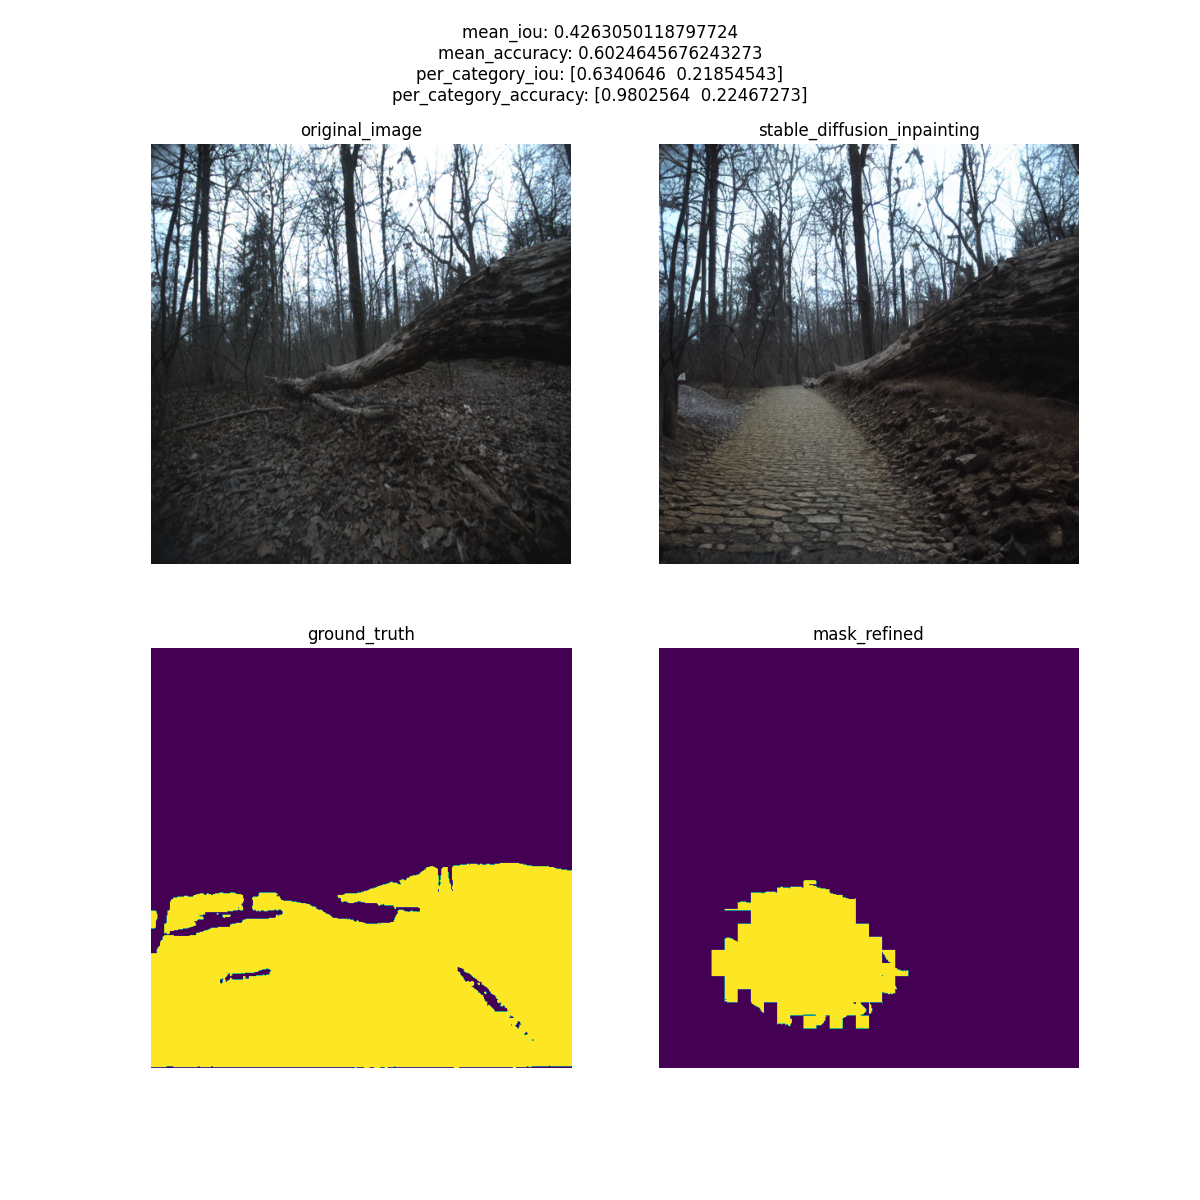 mean_iou: 0.4263050118797724
mean_accuracy: 0.6024645676243273
per_category_iou: [0.6340646  0.21854543]
per_category_accuracy: [0.9802564  0.22467273]
original_image
stable_diffusion_inpainting
ground_truth
mask_refined